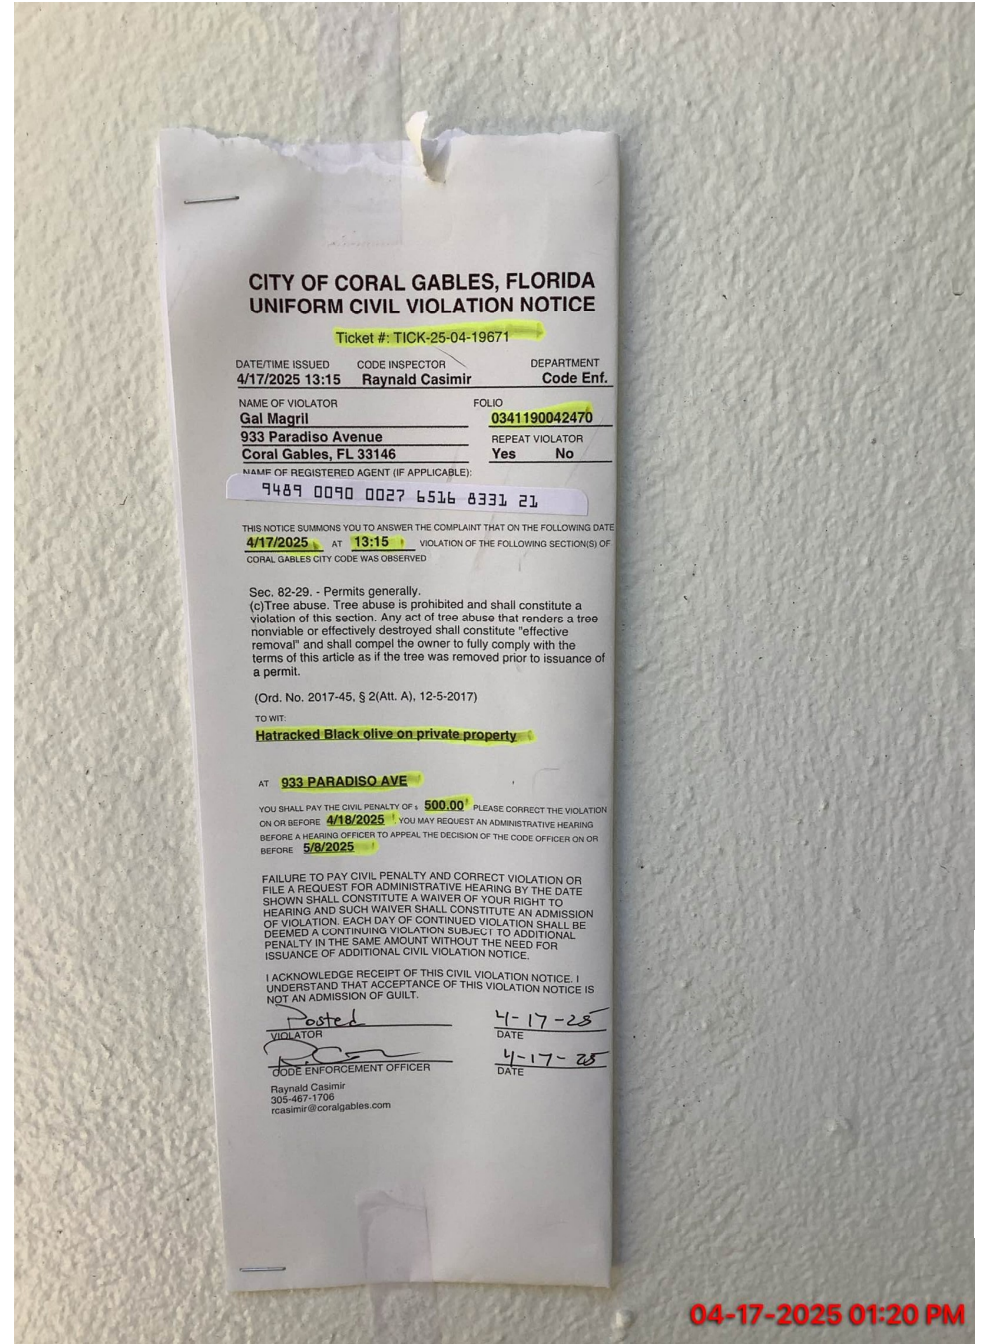 CITY OF CORAL GABLES, FLORIDA
UNIFORM CIVIL VIOLATION NOTICE
Ticket #: TICK-25-04-19671
DATE/TIME ISSUED CODE INSPECTOR DEPARTMENT
4/17/2025 13:15 Raynald Casimir Code Enf.
NAME OF VIOLATOR FOLIO
Gal Magril 0341190042470
933 Paradiso Avenue REPEAT VIOLATOR
Coral Gables, FL 33146 Yes No
NAME OF REGISTERED AGENT (IF APPLICABLE):
9489 0090 0027 6516 8331 21
THIS NOTICE SUMMONS YOU TO ANSWER THE COMPLAINT THAT ON THE FOLLOWING DATE
4/17/2025 AT 13:15 VIOLATION OF THE FOLLOWING SECTION(S) OF
CORAL GABLES CITY CODE WAS OBSERVED
Sec. 82-29. - Permits generally.
(c)Tree abuse. Tree abuse is prohibited and shall constitute a
violation of this section. Any act of tree abuse that renders a tree
nonviable or effectively destroyed shall constitute "effective
removal" and shall compel the owner to fully comply with the
terms of this article as if the tree was removed prior to issuance of
a permit.
(Ord. No. 2017-45, § 2(Att. A), 12-5-2017)
TO WIT:
Hatracked Black olive on private property
AT 933 PARADISO AVE
YOU SHALL PAY THE CIVIL PENALTY OF $ 500.00 PLEASE CORRECT THE VIOLATION
ON OR BEFORE 4/18/2025 . YOU MAY REQUEST AN ADMINISTRATIVE HEARING
BEFORE A HEARING OFFICER TO APPEAL THE DECISION OF THE CODE OFFICER ON OR
BEFORE 5/8/2025
FAILURE TO PAY CIVIL PENALTY AND CORRECT VIOLATION OR
FILE A REQUEST FOR ADMINISTRATIVE HEARING BY THE DATE
SHOWN SHALL CONSTITUTE A WAIVER OF YOUR RIGHT TO
HEARING AND SUCH WAIVER SHALL CONSTITUTE AN ADMISSION
OF VIOLATION. EACH DAY OF CONTINUED VIOLATION SHALL BE
DEEMED A CONTINUING VIOLATION SUBJECT TO ADDITIONAL
PENALTY IN THE SAME AMOUNT WITHOUT THE NEED FOR
ISSUANCE OF ADDITIONAL CIVIL VIOLATION NOTICE.
I ACKNOWLEDGE RECEIPT OF THIS CIVIL VIOLATION NOTICE. I
UNDERSTAND THAT ACCEPTANCE OF THIS VIOLATION NOTICE IS
NOT AN ADMISSION OF GUILT.
Posted 4-17-25
VIOLATOR DATE
4-17-25
CODE ENFORCEMENT OFFICER DATE
Raynald Casimir
305-467-1706
rcasimir@coralgables.com
04-17-2025 01:20 PM